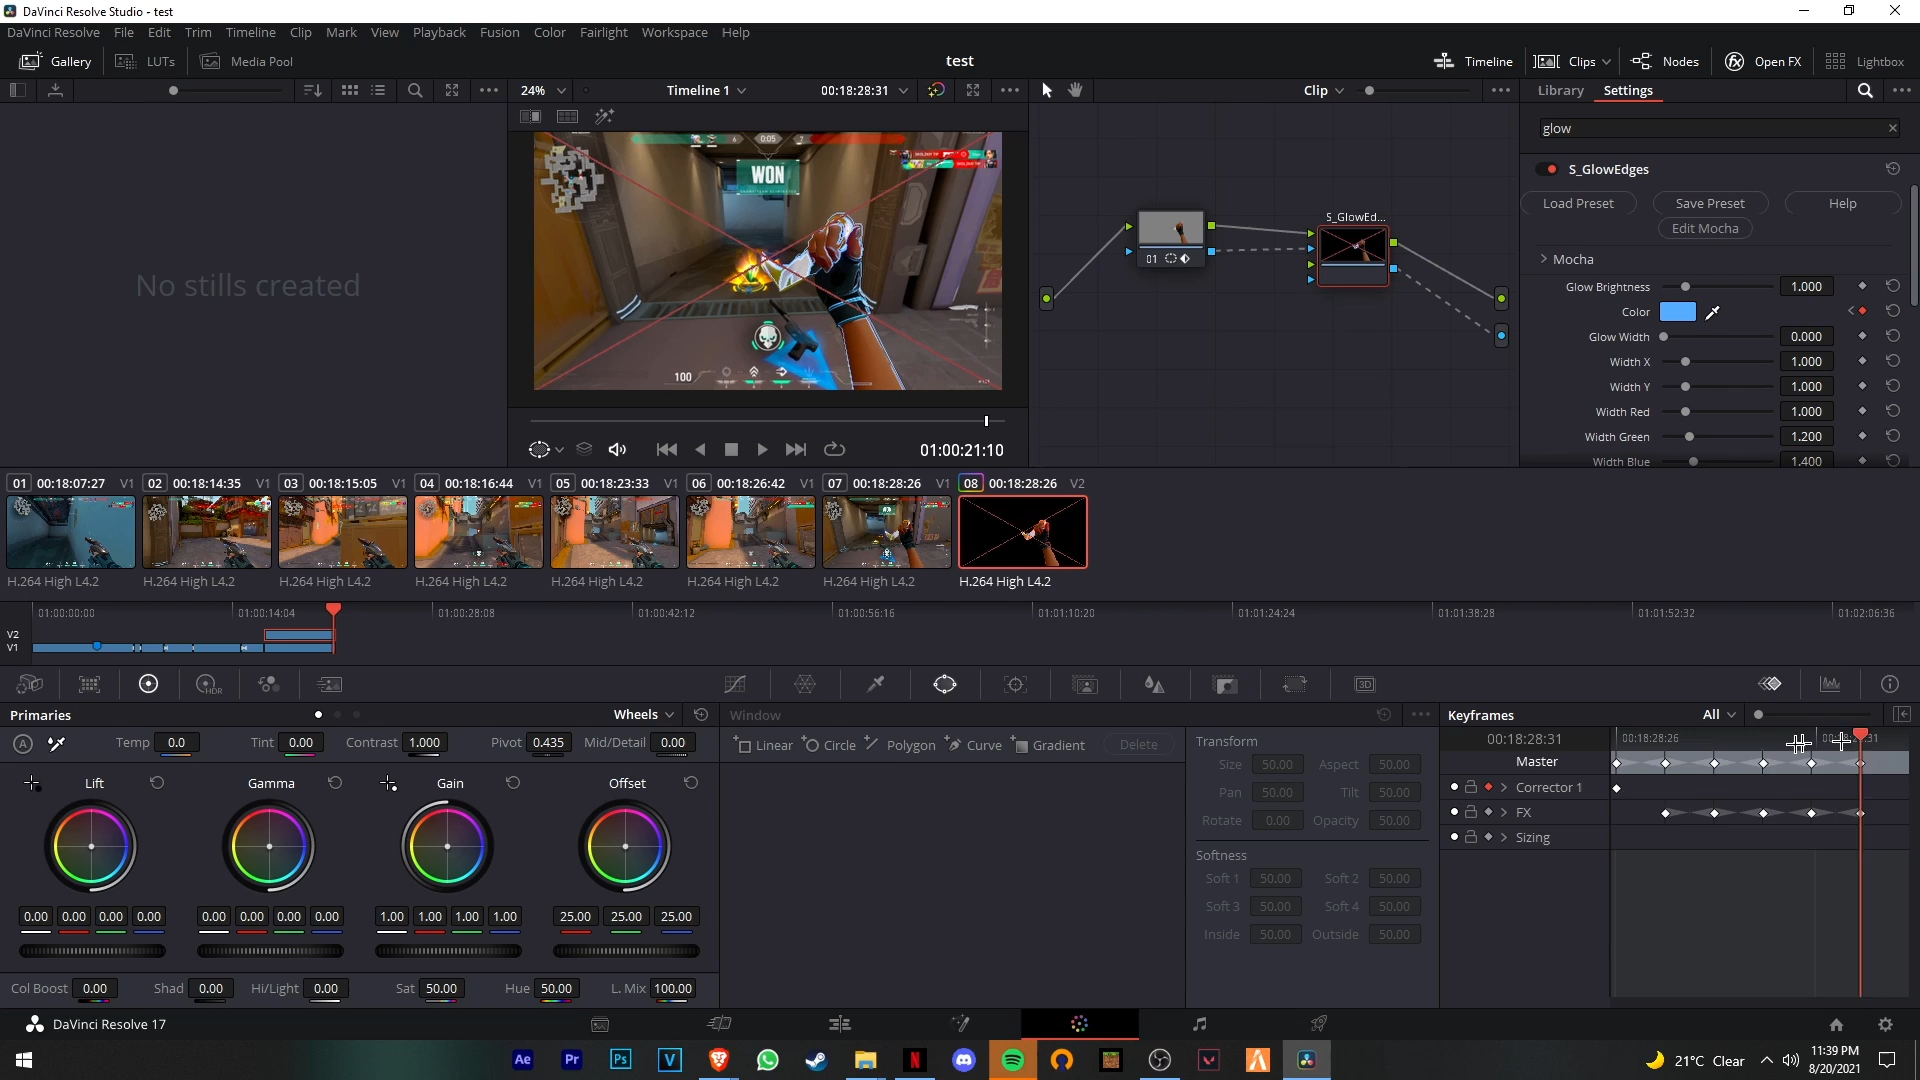 DaVinci Resolve Studio - test
DaVinci Resolve File Edit Trim Timeline Clip Mark View Playback Fusion Color Fairlight Workspace Help
Gallery LUTs Media Pool test Timeline Clips Nodes Open FX Lightbox
24% Timeline 1 00:18:28:31 Clip Library Settings
glow
S_GlowEdges
Load Preset Save Preset Help
Edit Mocha
Mocha
Glow Brightness 1.000
Color
Glow Width 0.000
Width X 1.000
Width Y 1.000
Width Red 1.000
Width Green 1.200
Width Blue 1.400
No stills created
6 0:05 7
WON
100
01
S_GlowEd...
01:00:21:10
01 00:18:07:27 V1 02 00:18:14:35 V1 03 00:18:15:05 V1 04 00:18:16:44 V1 05 00:18:23:33 V1 06 00:18:26:42 V1 07 00:18:28:26 V1 08 00:18:28:26 V2
H.264 High L4.2 H.264 High L4.2 H.264 High L4.2 H.264 High L4.2 H.264 High L4.2 H.264 High L4.2 H.264 High L4.2 H.264 High L4.2
01:00:00:00 01:00:14:04 01:00:28:08 01:00:42:12 01:00:56:16 01:01:10:20 01:01:24:24 01:01:38:28 01:01:52:32 01:02:06:36
V2
V1
HDR 3D
Primaries Wheels Window Keyframes All
A Temp 0.0 Tint 0.00 Contrast 1.000 Pivot 0.435 Mid/Detail 0.00
Linear Circle Polygon Curve Gradient Delete
Lift Gamma Gain Offset
0.00 0.00 0.00 0.00 0.00 0.00 0.00 0.00 1.00 1.00 1.00 1.00 25.00 25.00 25.00
Col Boost 0.00 Shad 0.00 Hi/Light 0.00 Sat 50.00 Hue 50.00 L. Mix 100.00
Transform
Size 50.00 Aspect 50.00
Pan 50.00 Tilt 50.00
Rotate 0.00 Opacity 50.00
Softness
Soft 1 50.00 Soft 2 50.00
Soft 3 50.00 Soft 4 50.00
Inside 50.00 Outside 50.00
00:18:28:31 00:18:28:26
Master
Corrector 1
FX
Sizing
DaVinci Resolve 17
Ae Pr Ps V N
21°C Clear 11:39 PM
8/20/2021